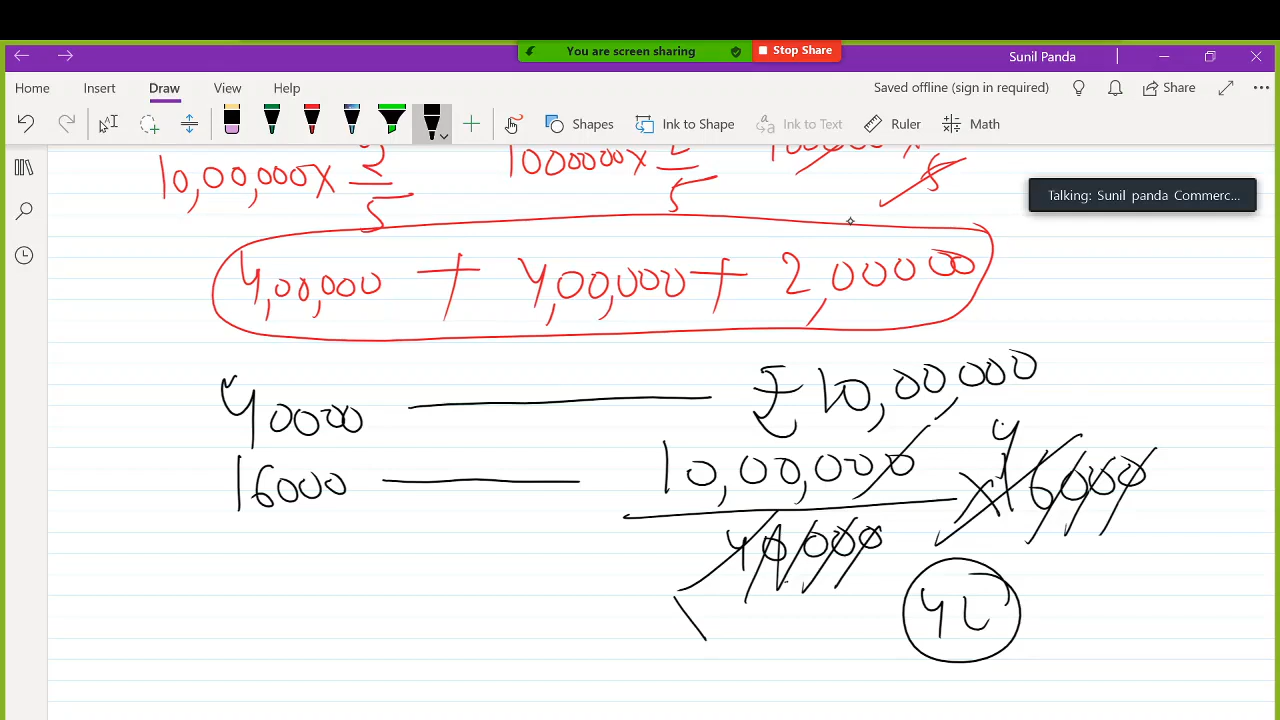 You are screen sharing Stop Share
Sunil Panda
Home Insert Draw View Help Saved offline (sign in required) Share
Shapes Ink to Shape Ink to Text Ruler Math
Talking: Sunil panda Commerc...
10,00,000 x 2/5 1000000 x 2/5
4,00,000 + 4,00,000 + 2,00000
40000 ₹10,00,000
16000 10,00,000 x 16000 4
40,000
4L